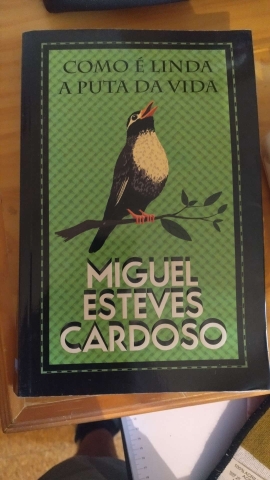 COMO É LINDA
A PUTA DA VIDA
MIGUEL
ESTEVES
CARDOSO